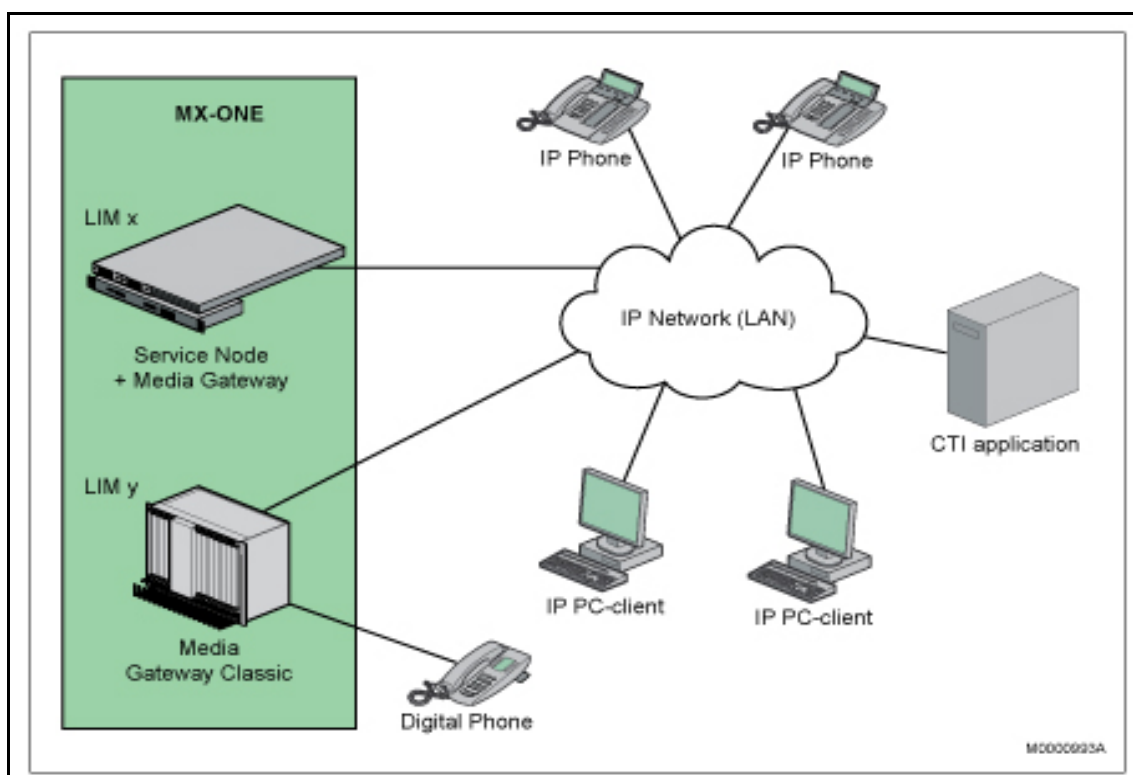 MX-ONE
LIM x
Service Node
+ Media Gateway
LIM y
Media
Gateway Classic
IP Phone
IP Phone
IP Network (LAN)
CTI application
IP PC-client
IP PC-client
Digital Phone
M0000993A